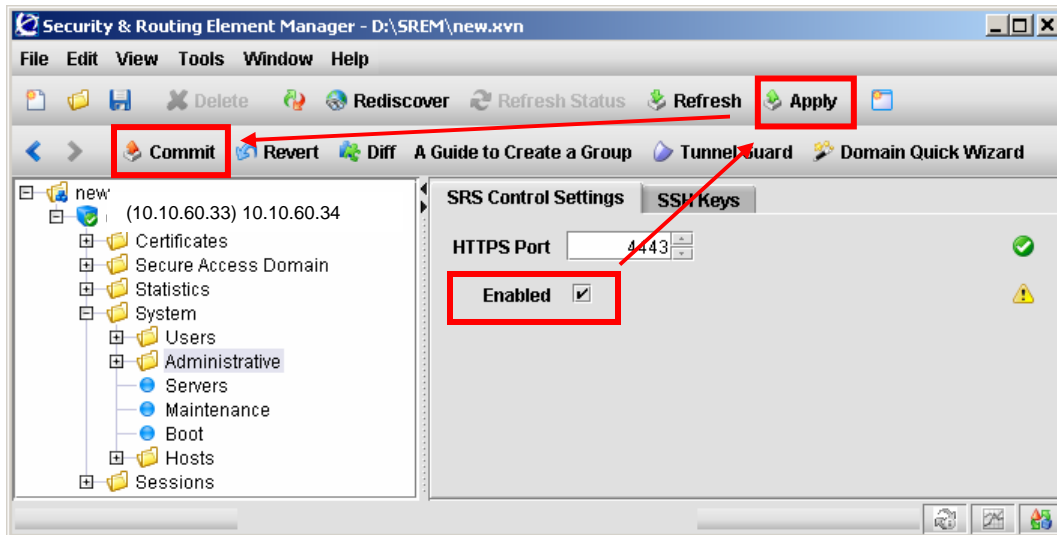 Security & Routing Element Manager - D:\SREM\new.xvn
File Edit View Tools Window Help
Delete Rediscover Refresh Status Refresh Apply
Commit Revert Diff A Guide to Create a Group TunnelGuard Domain Quick Wizard
new
(10.10.60.33) 10.10.60.34
Certificates
Secure Access Domain
Statistics
System
Users
Administrative
Servers
Maintenance
Boot
Hosts
Sessions
SRS Control Settings SSH Keys
HTTPS Port 4443
Enabled